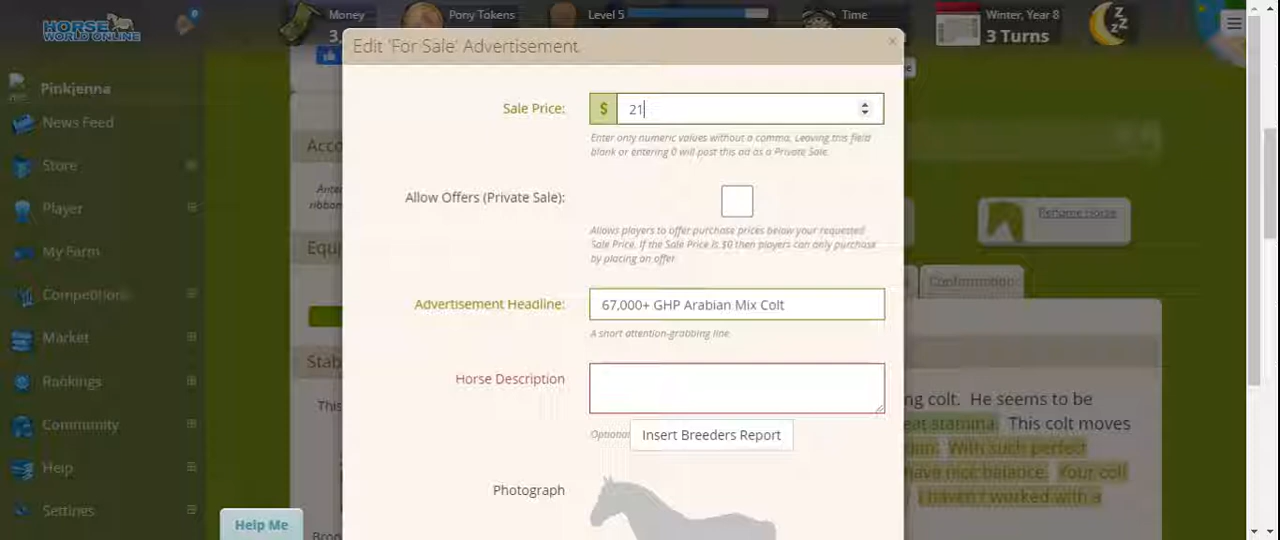 HORSE
WORLD ONLINE
Money
3,
Pony Tokens
Level 5
Time
Winter, Year 8
3 Turns
Edit 'For Sale' Advertisement
×
Pinkjenna
News Feed
Store
Player
My Farm
Competitions
Market
Rankings
Community
Help
Settings
Help Me
Sale Price:
$ 21
Enter only numeric values without a comma. Leaving this field
blank or entering 0 will post this ad as a Private Sale.
Allow Offers (Private Sale):
Allows players to offer purchase prices below your requested
Sale Price. If the Sale Price is $0 then players can only purchase
by placing an offer
Advertisement Headline:
67,000+ GHP Arabian Mix Colt
A short attention-grabbing line.
Horse Description
Optional
Insert Breeders Report
Photograph
Rename Horse
Conformation
ng colt. He seems to be
eat stamina. This colt moves
With such perfect
have nice balance. Your colt
I haven't worked with a